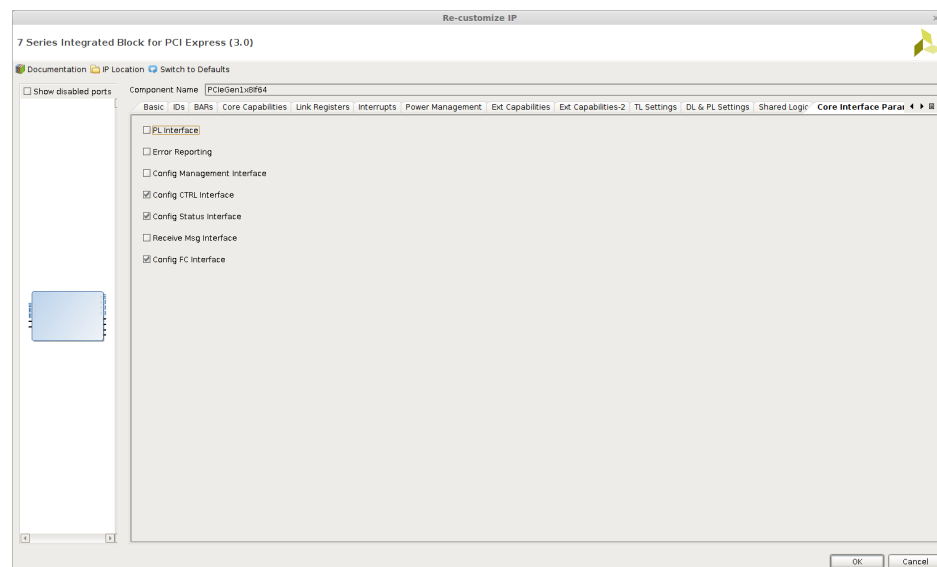 Re-customize IP
7 Series Integrated Block for PCI Express (3.0)
Documentation IP Location Switch to Defaults
Show disabled ports
Component Name PCIeGen1x8If64
Basic IDs BARs Core Capabilities Link Registers Interrupts Power Management Ext Capabilities Ext Capabilities-2 TL Settings DL & PL Settings Shared Logic Core Interface Parar
PL Interface
Error Reporting
Config Management Interface
Config CTRL Interface
Config Status Interface
Receive Msg Interface
Config FC Interface
OK Cancel